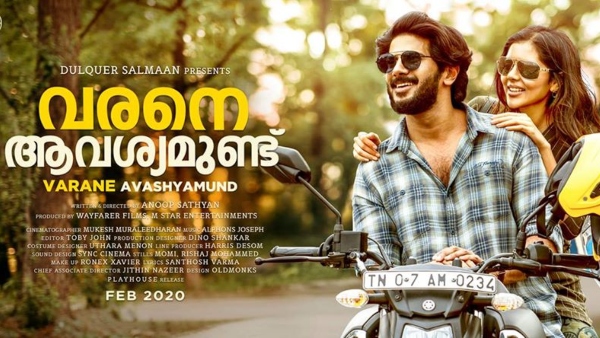 DULQUER SALMAAN PRESENTS
വരനെ
ആവശ്യമുണ്ട്
VARANE AVASHYAMUND
WRITTEN & DIRECTED BY ANOOP SATHYAN
PRODUCED BY WAYFARER FILMS, M STAR ENTERTAINMENTS
CINEMATOGRAPHER MUKESH MURALEEDHARAN MUSIC ALPHONS JOSEPH
EDITOR TOBY JOHN PRODUCTION DESIGNER DINO SHANKAR
COSTUME DESIGNER UTHARA MENON LINE PRODUCER HARRIS DESOM
SOUND DESIGN SYNC CINEMA STILLS MOMI, RISHAJ MOHAMMED
MAKE UP RONEX XAVIER LYRICS SANTHOSH VARMA
CHIEF ASSOCIATE DIRECTOR JITHIN NAZEER DESIGN OLDMONKS
PLAYHOUSE RELEASE
FEB 2020
TN 07 AM 0234